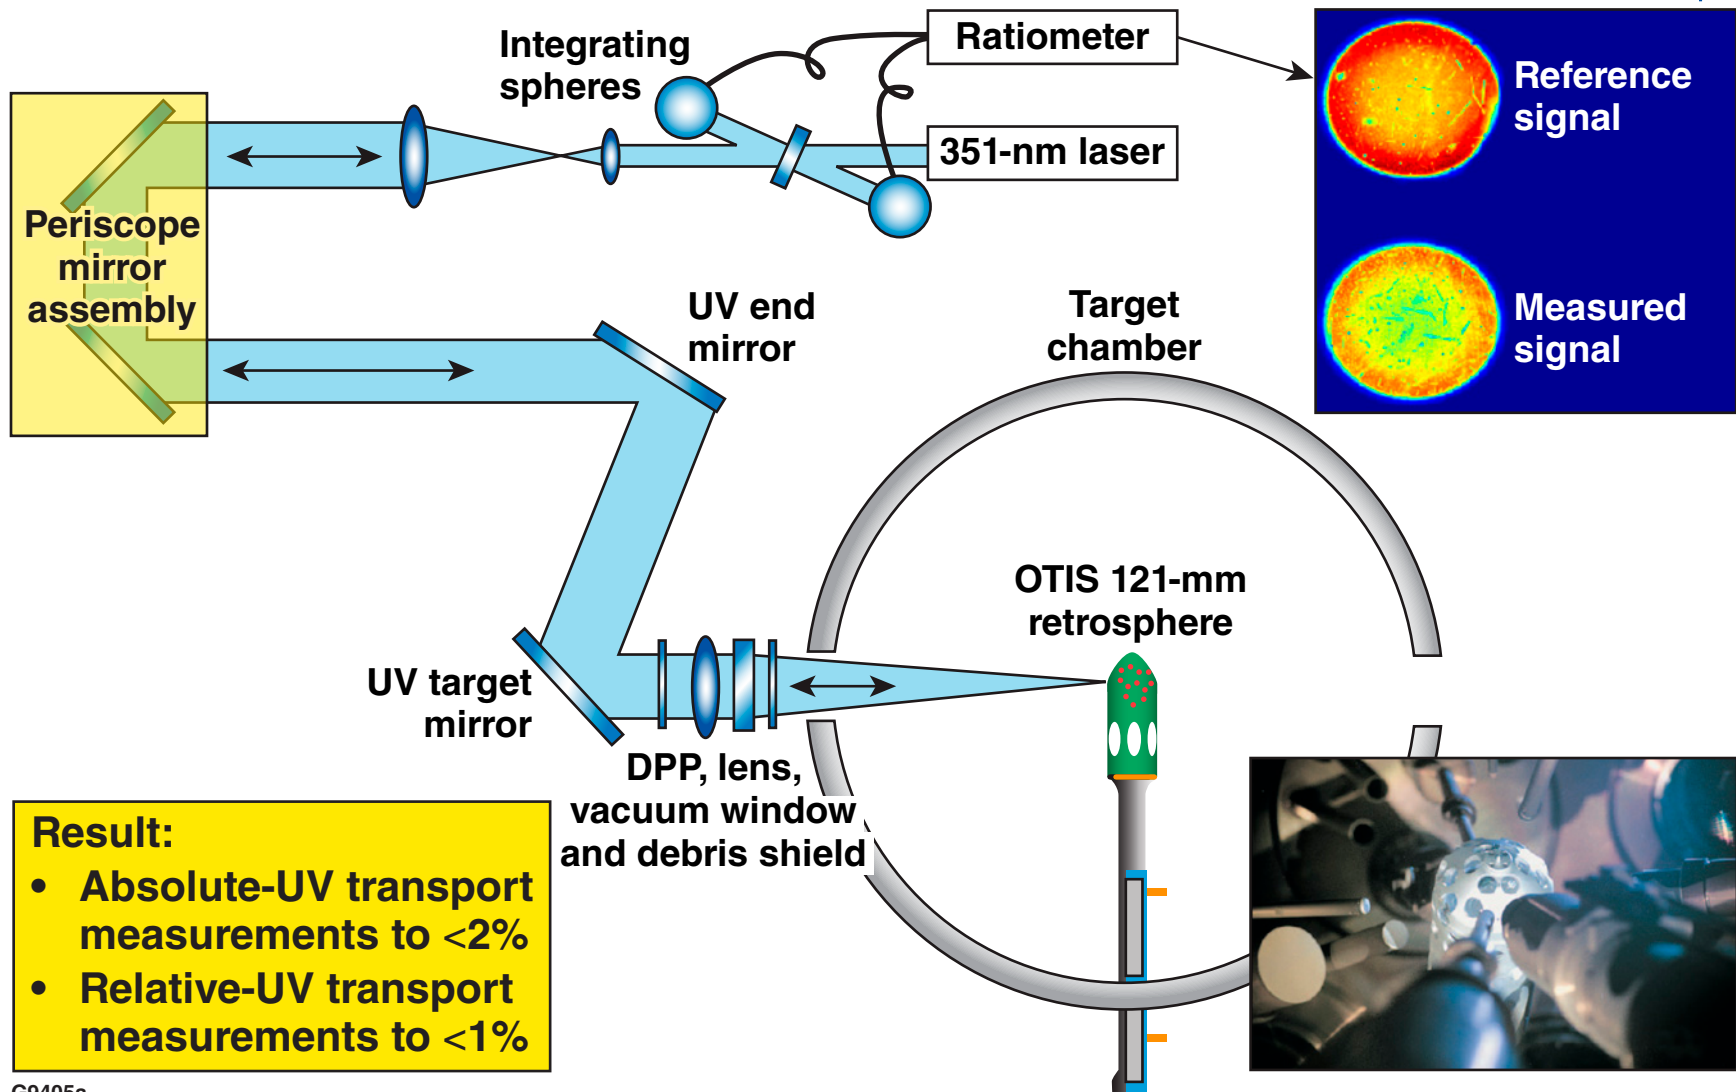 Integrating
spheres
Ratiometer
351-nm laser
Reference
signal
Measured
signal
Periscope
mirror
assembly
UV end
mirror
Target
chamber
OTIS 121-mm
retrosphere
UV target
mirror
DPP, lens,
vacuum window
and debris shield
Result:
• Absolute-UV transport
measurements to <2%
• Relative-UV transport
measurements to <1%